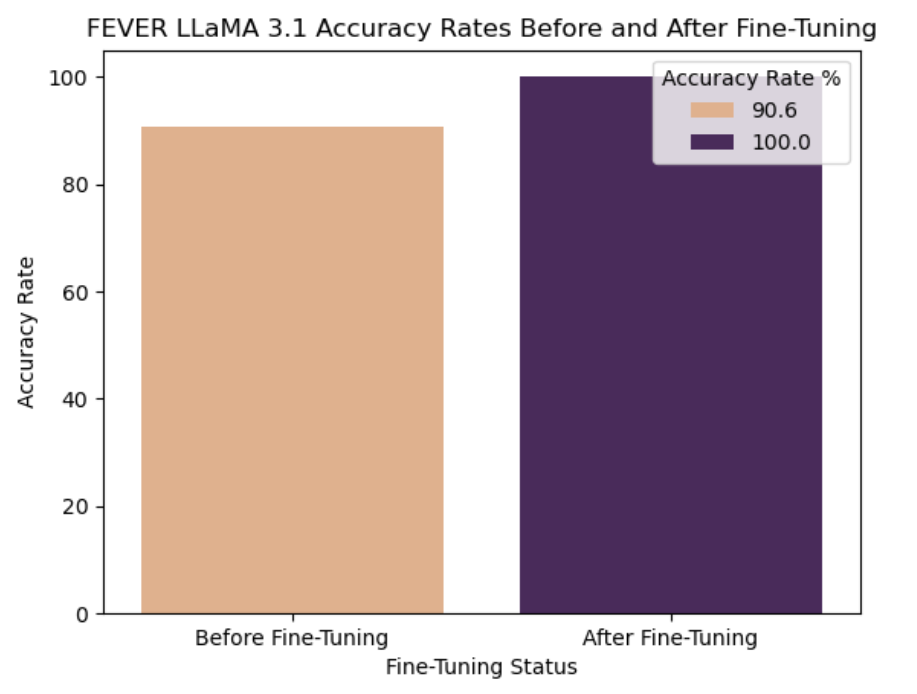 FEVER LLaMA 3.1 Accuracy Rates Before and After Fine-Tuning
Accuracy Rate %
90.6
100.0
100
80
60
40
20
0
Accuracy Rate
Before Fine-Tuning
After Fine-Tuning
Fine-Tuning Status